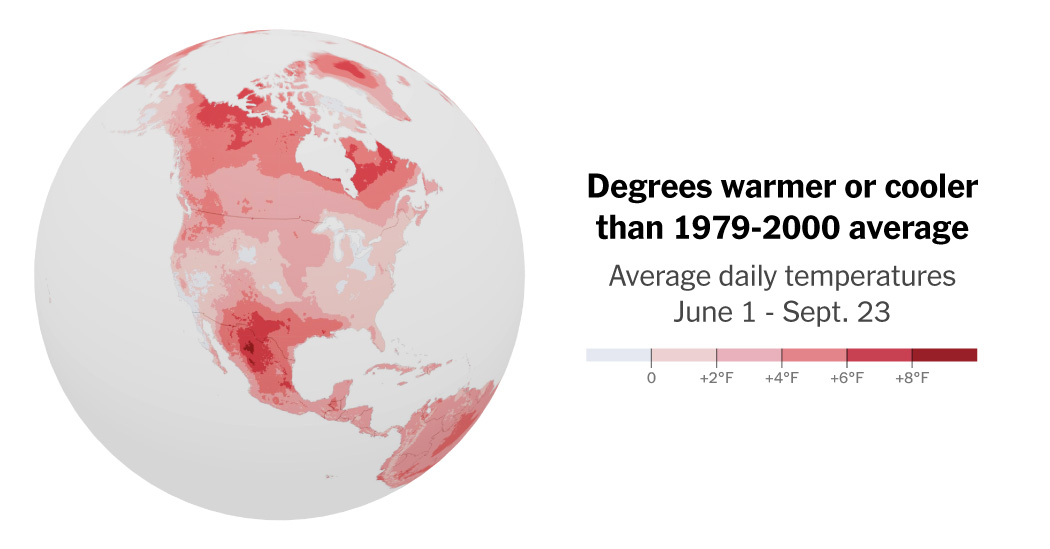 Degrees warmer or cooler
than 1979-2000 average
Average daily temperatures
June 1 - Sept. 23
0 +2°F +4°F +6°F +8°F